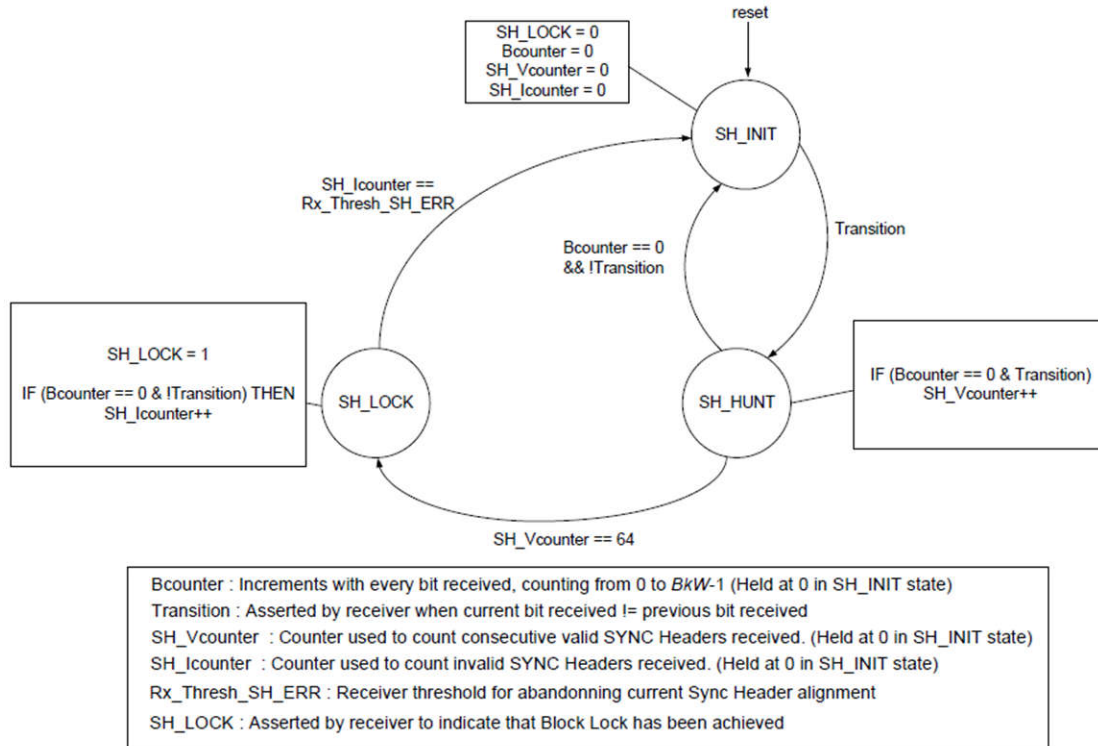 reset
SH_LOCK = 0
Bcounter = 0
SH_Vcounter = 0
SH_Icounter = 0
SH_INIT
SH_Icounter ==
Rx_Thresh_SH_ERR
Transition
Bcounter == 0
&& !Transition
SH_LOCK = 1
IF (Bcounter == 0 & !Transition) THEN
SH_Icounter++
SH_LOCK
SH_HUNT
IF (Bcounter == 0 & Transition)
SH_Vcounter++
SH_Vcounter == 64
Bcounter : Increments with every bit received, counting from 0 to BkW-1 (Held at 0 in SH_INIT state)
Transition : Asserted by receiver when current bit received != previous bit received
SH_Vcounter : Counter used to count consecutive valid SYNC Headers received. (Held at 0 in SH_INIT state)
SH_Icounter : Counter used to count invalid SYNC Headers received. (Held at 0 in SH_INIT state)
Rx_Thresh_SH_ERR : Receiver threshold for abandonning current Sync Header alignment
SH_LOCK : Asserted by receiver to indicate that Block Lock has been achieved